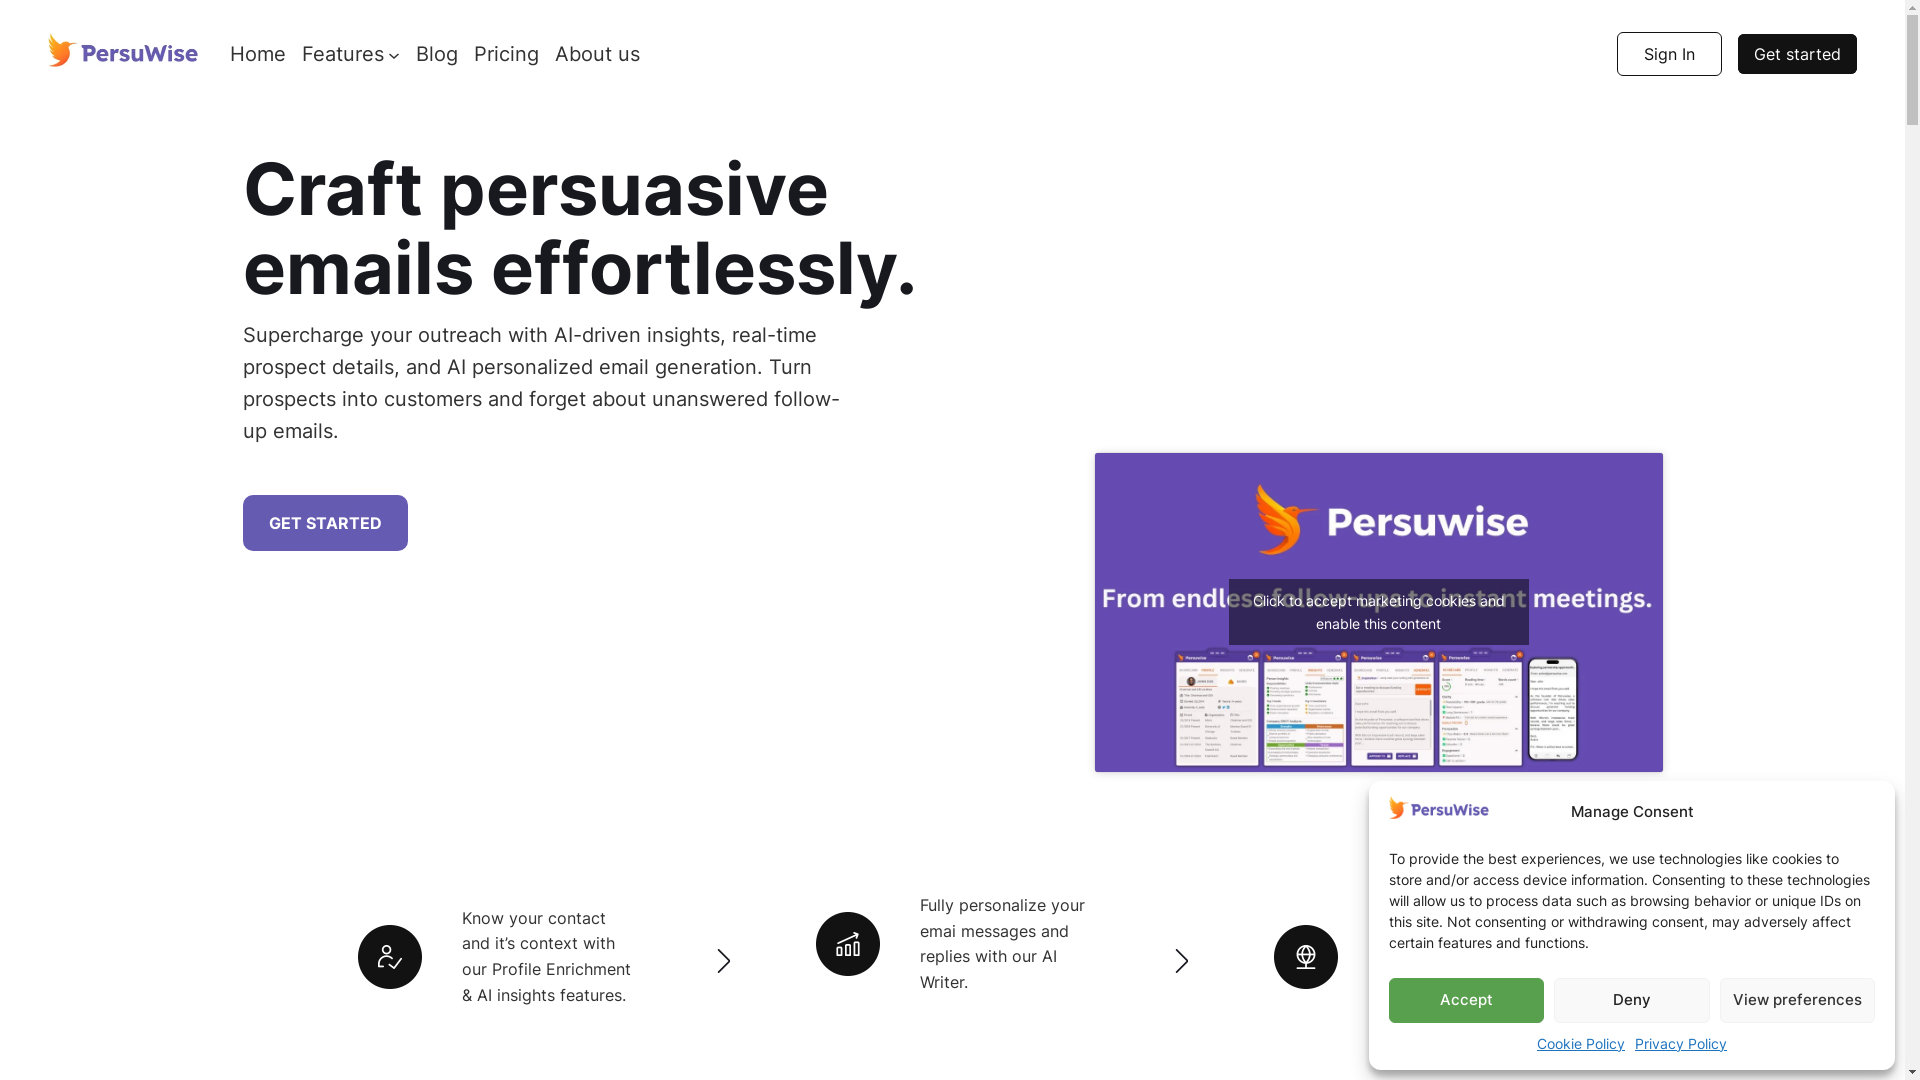 PersuWise
Home
Features
Blog
Pricing
About us
Sign In
Get started
Craft persuasive
emails effortlessly.
Supercharge your outreach with AI-driven insights, real-time
prospect details, and AI personalized email generation. Turn
prospects into customers and forget about unanswered follow-
up emails.
GET STARTED
Persuwise
From endless follow-ups to instant meetings.
Click to accept marketing cookies and
enable this content
Know your contact
and it’s context with
our Profile Enrichment
& AI insights features.
Fully personalize your
emai messages and
replies with our AI
Writer.
PersuWise
Manage Consent
To provide the best experiences, we use technologies like cookies to
store and/or access device information. Consenting to these technologies
will allow us to process data such as browsing behavior or unique IDs on
this site. Not consenting or withdrawing consent, may adversely affect
certain features and functions.
Accept
Deny
View preferences
Cookie Policy
Privacy Policy